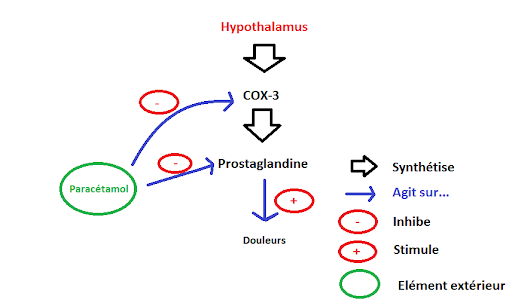 Hypothalamus
COX-3
-
-
Prostaglandine
Paracétamol
+
Douleurs
Synthétise
Agit sur...
- Inhibe
+ Stimule
Elément extérieur